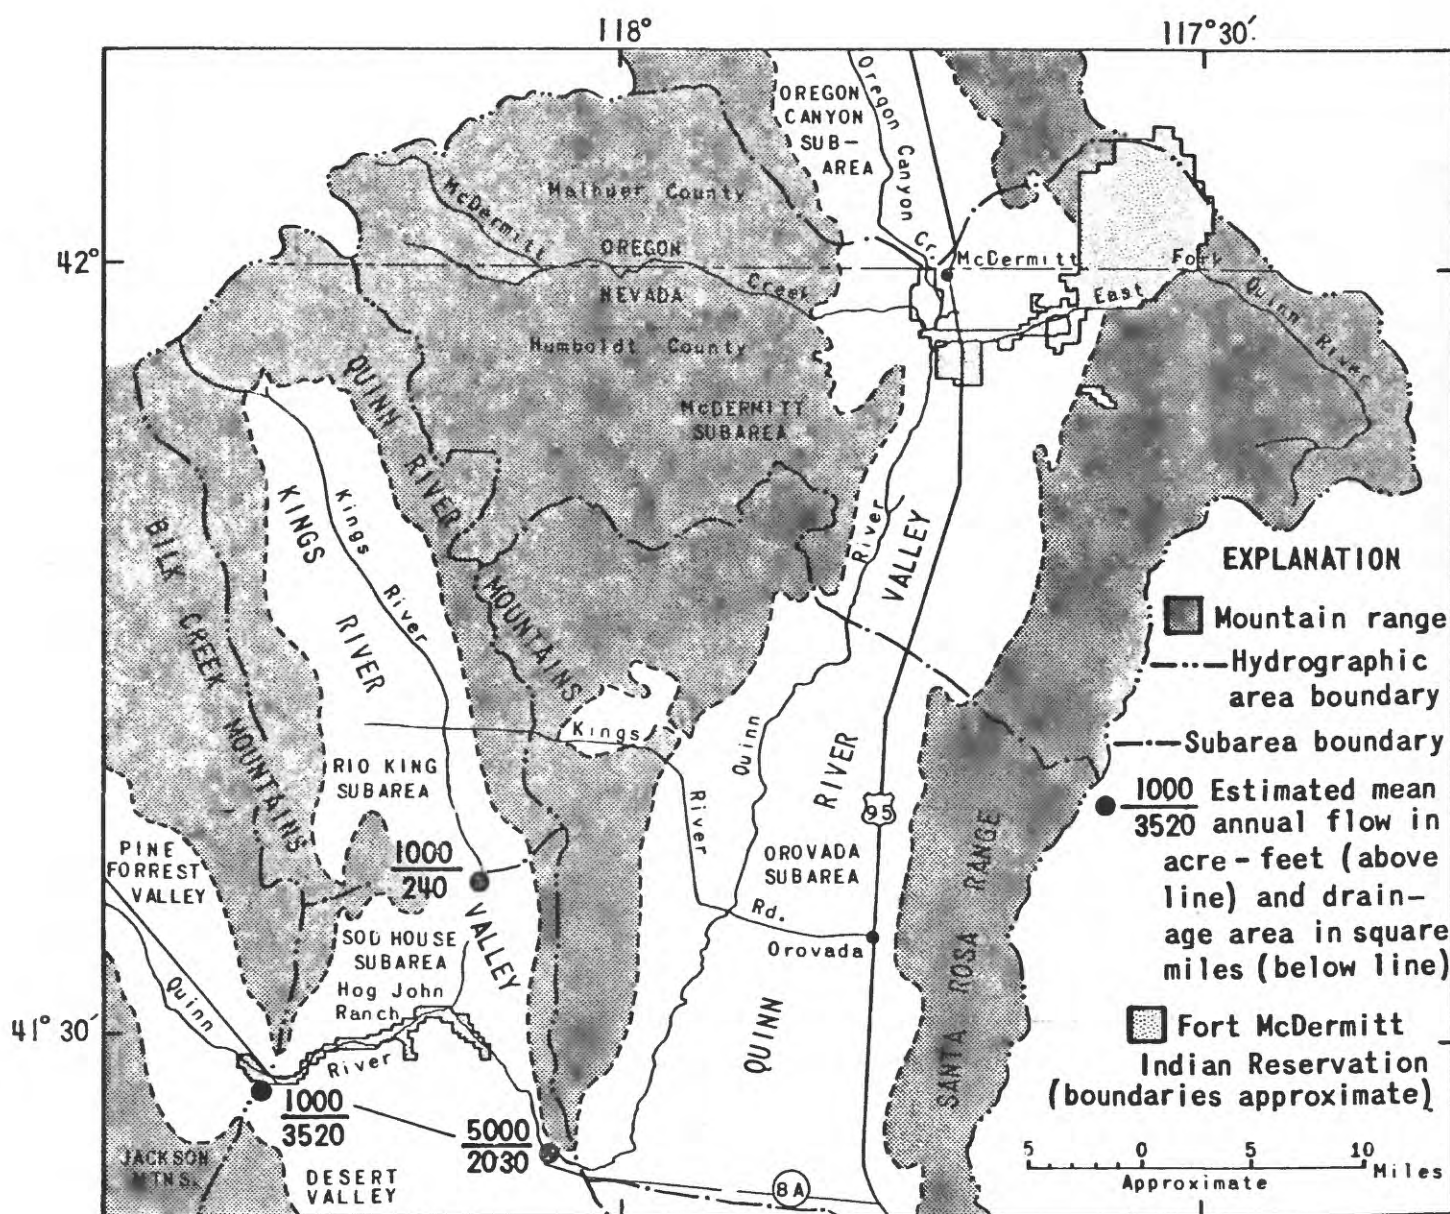 118°
117°30'
OREGON
CANYON
SUB-
AREA
Oregon Canyon Cr.
Malhuer County
McDermitt
Creek
OREGON
42°
McDermitt
Fork
East
Quinn River
NEVADA
Humboldt County
QUINN RIVER MOUNTAINS
McDERMITT
SUBAREA
KINGS RIVER VALLEY
Kings River
BILK CREEK MOUNTAINS
River
VALLEY
EXPLANATION
Mountain range
Hydrographic
area boundary
Subarea boundary
1000
3520
Estimated mean
annual flow in
acre-feet (above
line) and drain-
age area in square
miles (below line)
Kings
River
Rd.
Quinn
RIVER
95
RIO KING
SUBAREA
PINE
FORREST
VALLEY
1000
240
OROVADA
SUBAREA
Orovada
SANTA ROSA RANGE
SOD HOUSE
SUBAREA
Hog John
Ranch
Quinn
River
41°30'
QUINN
Fort McDermitt
Indian Reservation
(boundaries approximate)
1000
3520
5000
2030
JACKSON
MTNS.
DESERT
VALLEY
8A
5 0 5 10
Miles
Approximate